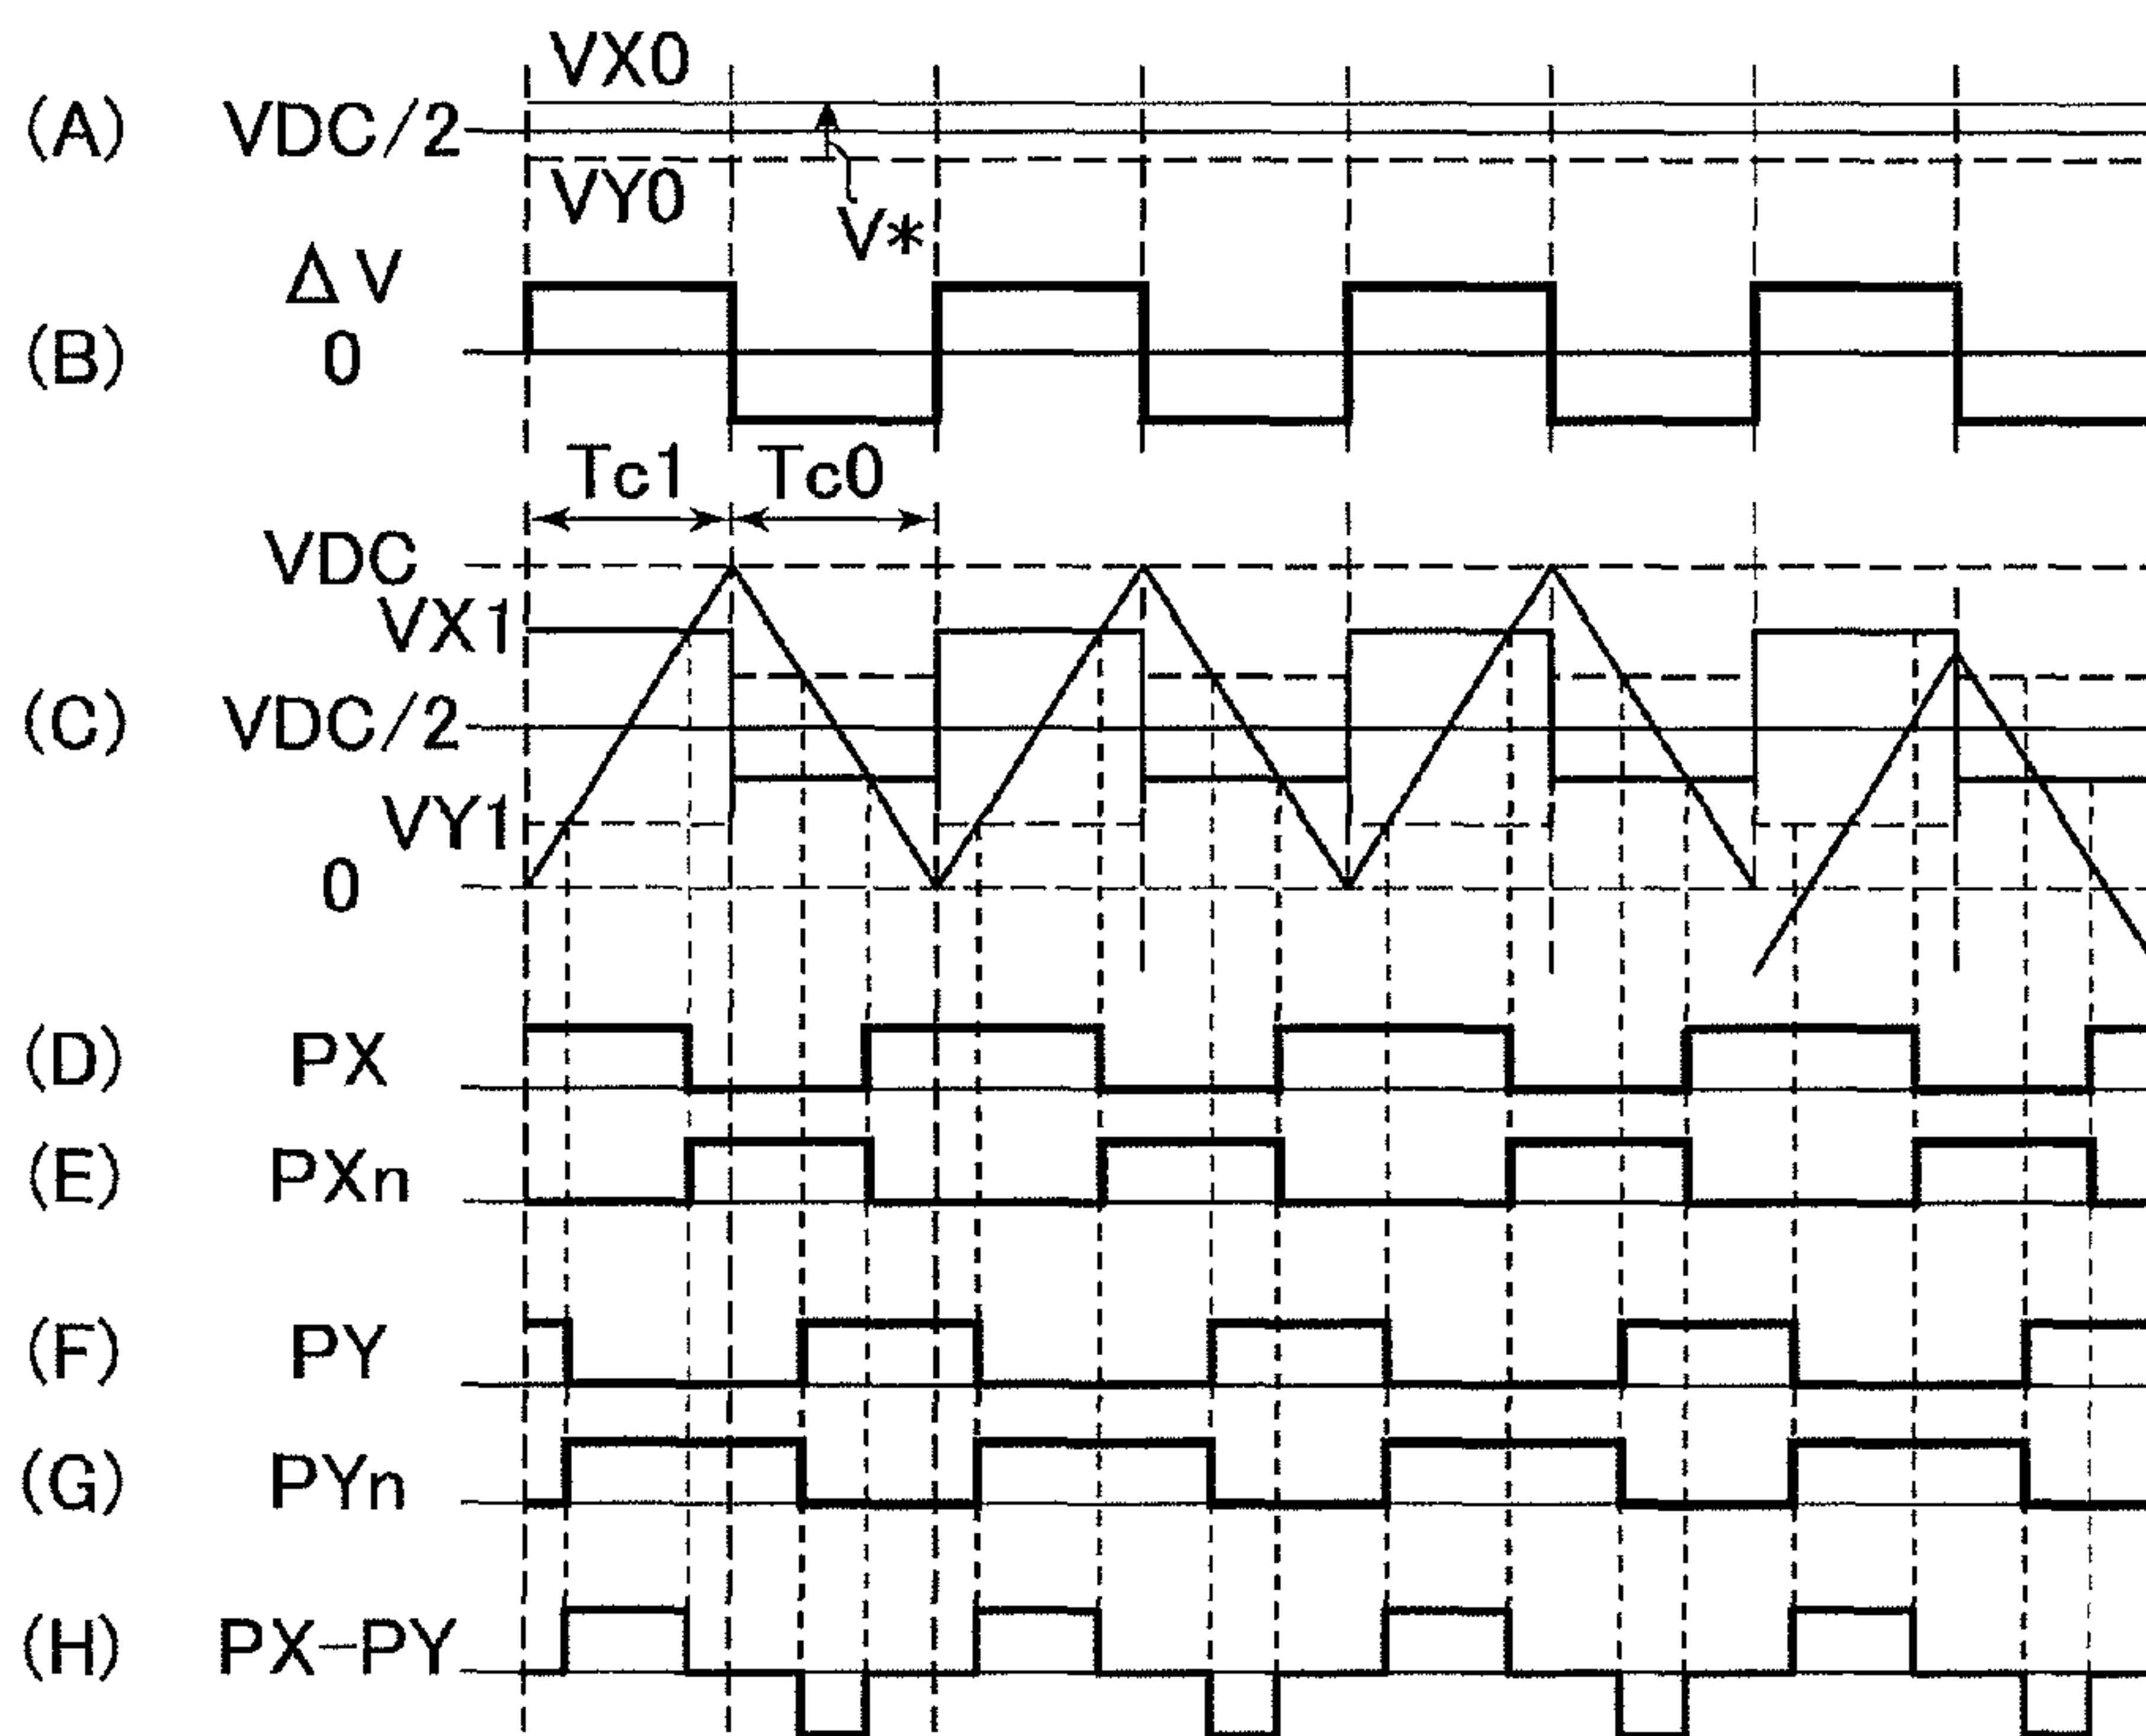 VX0
(A) VDC/2
VY0
V*
ΔV
(B) 0
Tc1 Tc0
VDC
VX1
(C) VDC/2
VY1
0
(D) PX
(E) PXn
(F) PY
(G) PYn
(H) PX-PY